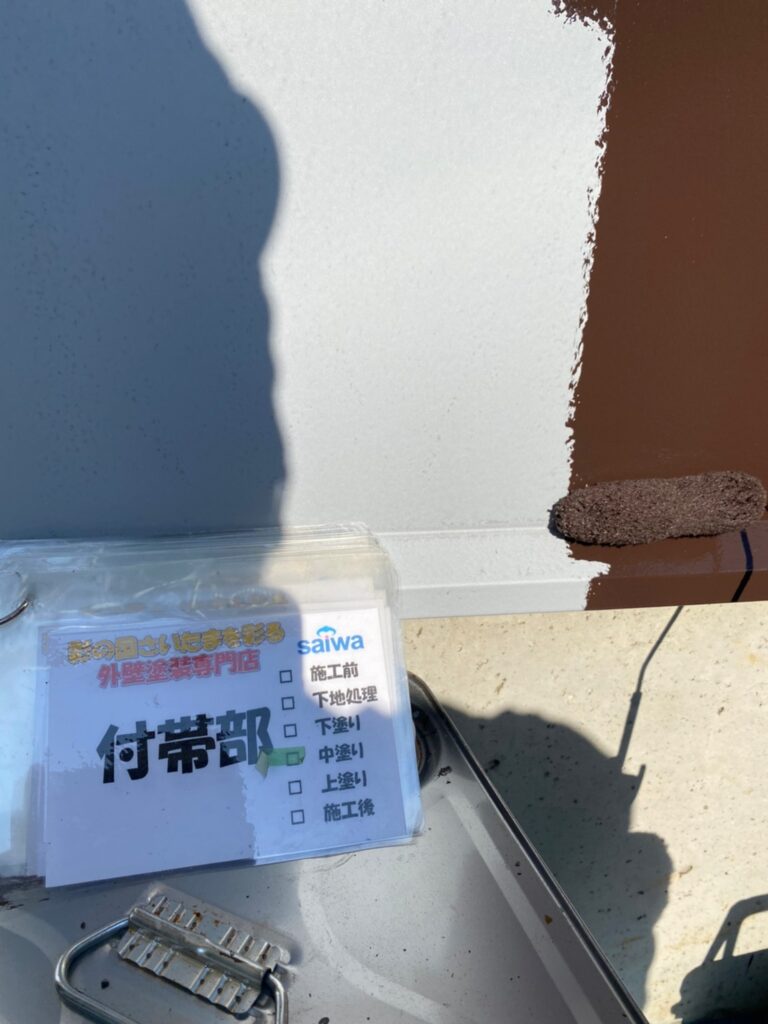 彩の国さいたまを彩る
外壁塗装専門店
saiwa
付帯部
□ 施工前
□ 下地処理
□ 下塗り
□ 中塗り
□ 上塗り
□ 施工後